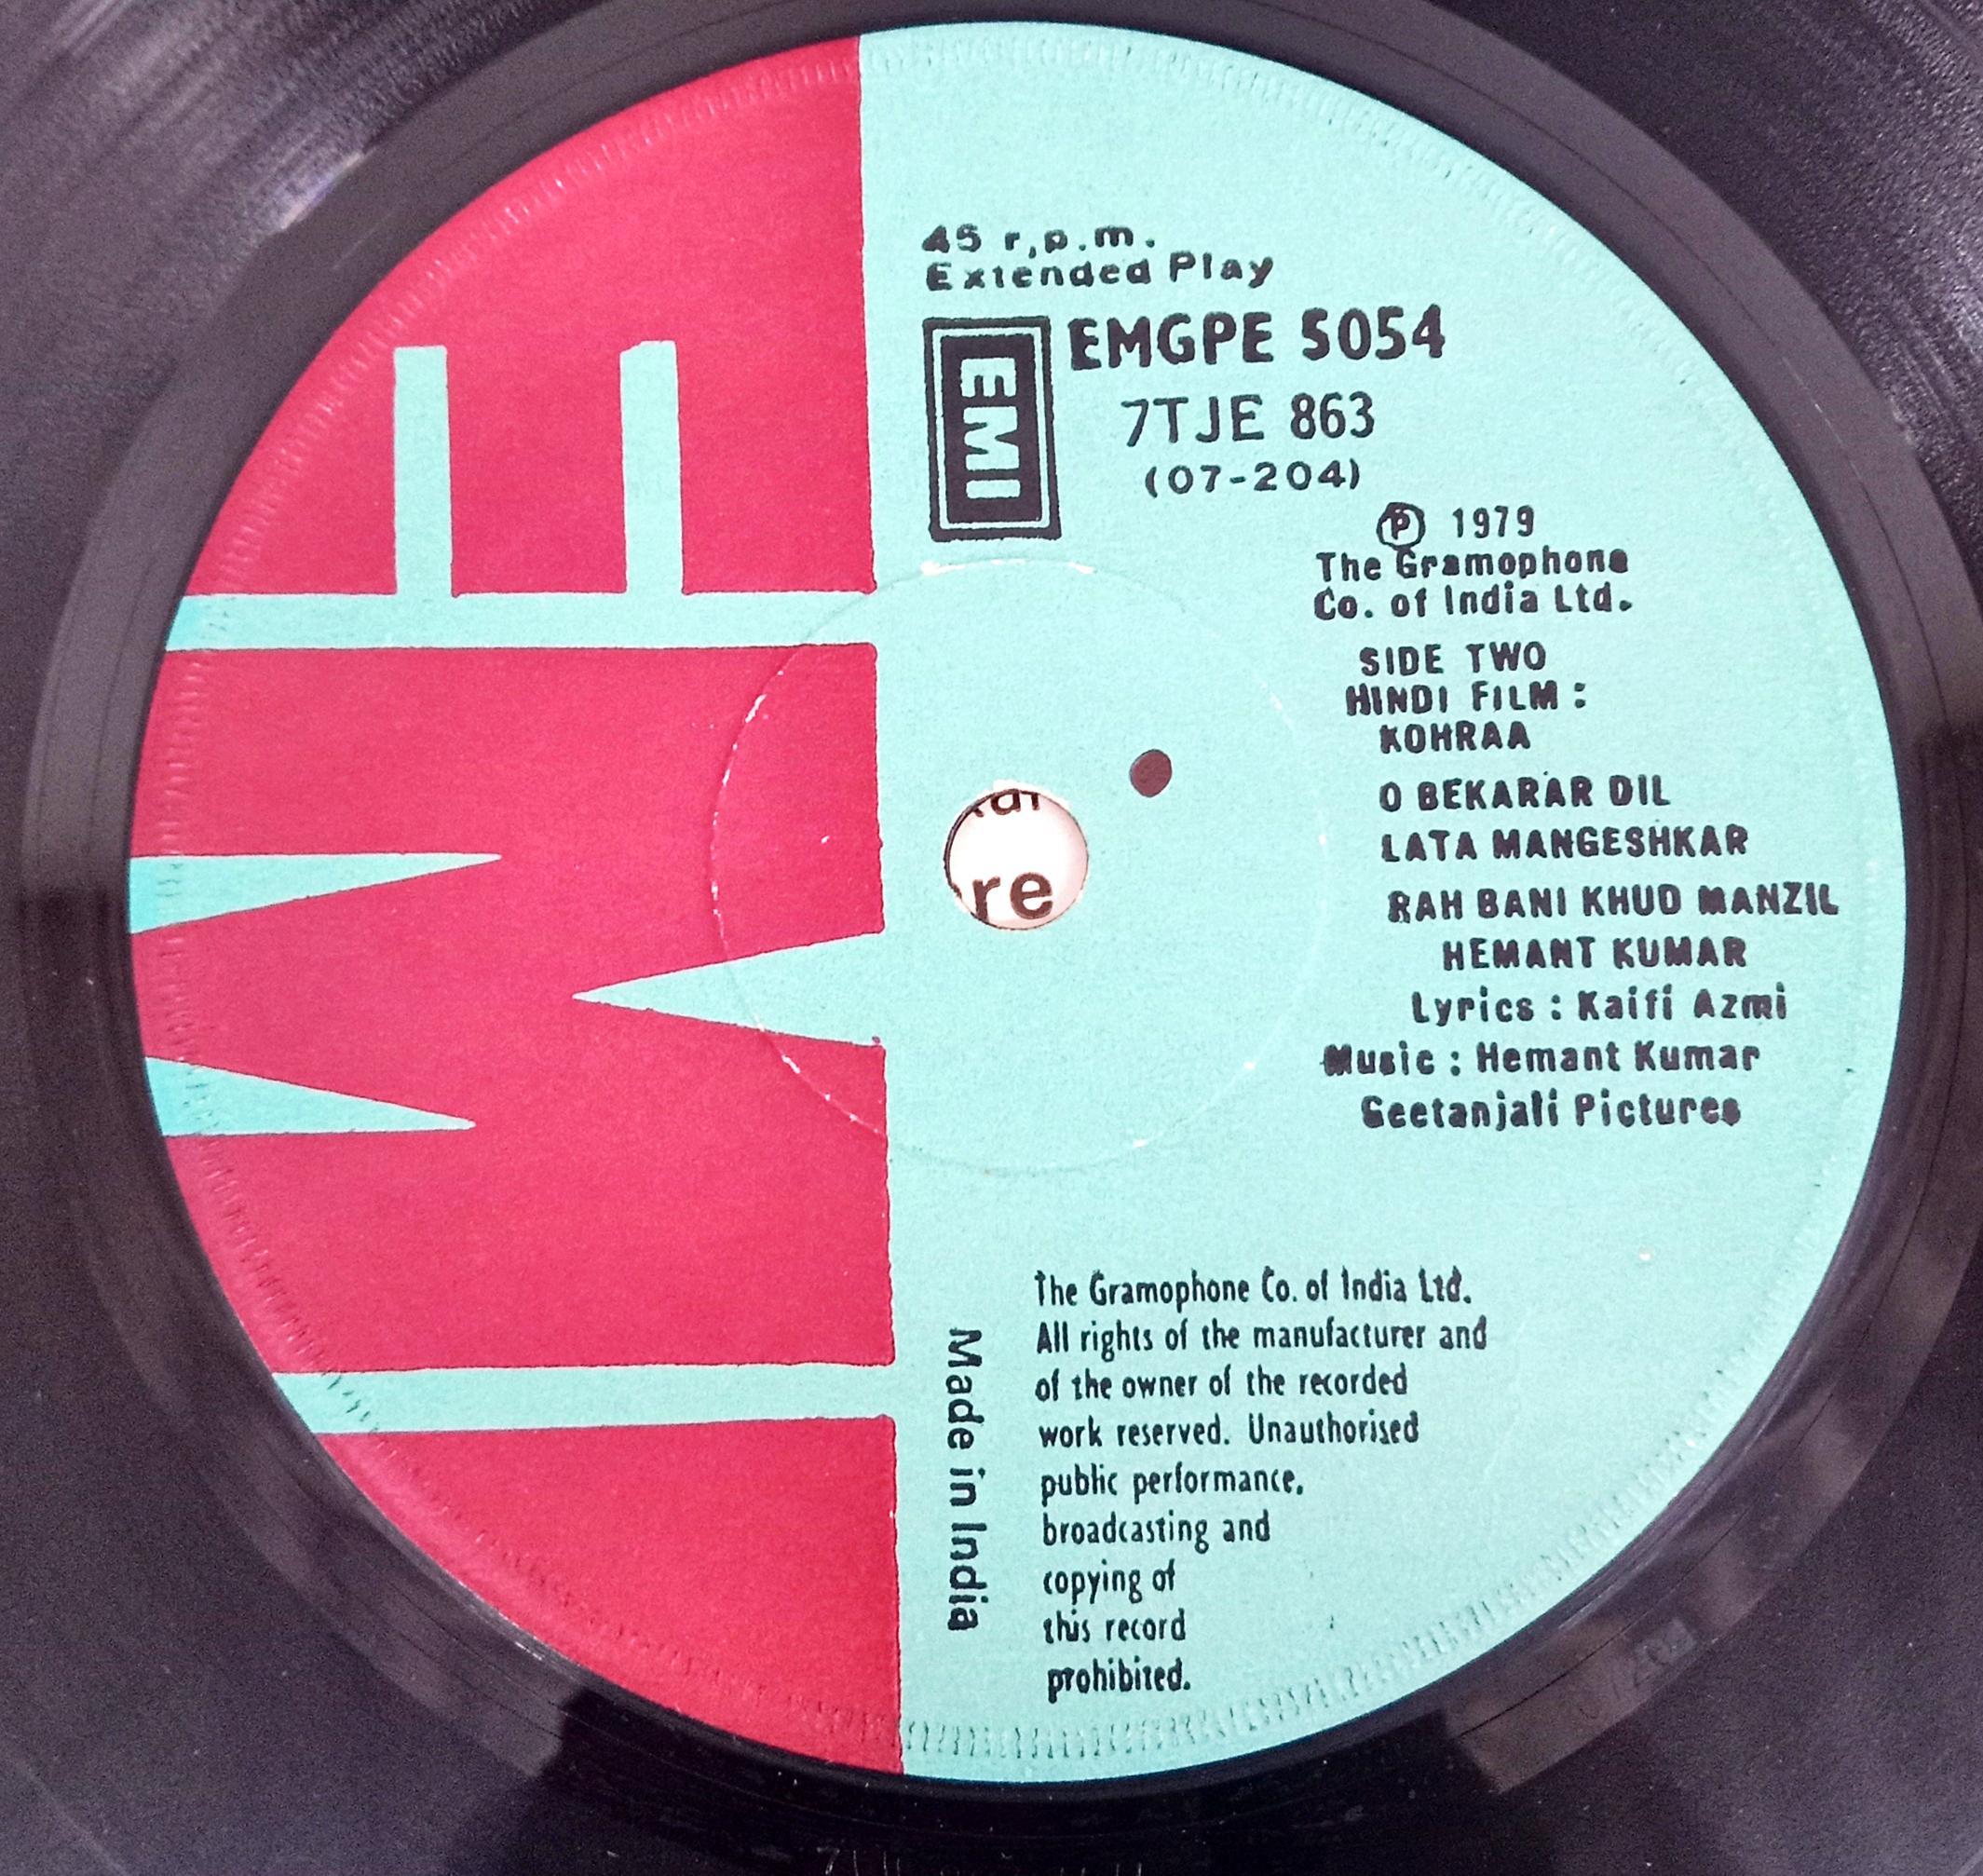 45 r,p.m.
Extended Play
EMI
EMGPE 5054
7TJE 863
(07-204)
Ⓟ 1979
The Gramophone
Co. of India Ltd.
SIDE TWO
HINDI FILM :
KOHRAA
O BEKARAR DIL
LATA MANGESHKAR
RAH BANI KHUD MANZIL
HEMANT KUMAR
Lyrics : Kaifi Azmi
Music : Hemant Kumar
Geetanjali Pictures
re
EMI
Made in India
The Gramophone Co. of India Ltd.
All rights of the manufacturer and
of the owner of the recorded
work reserved. Unauthorised
public performance,
broadcasting and
copying of
this record
prohibited.